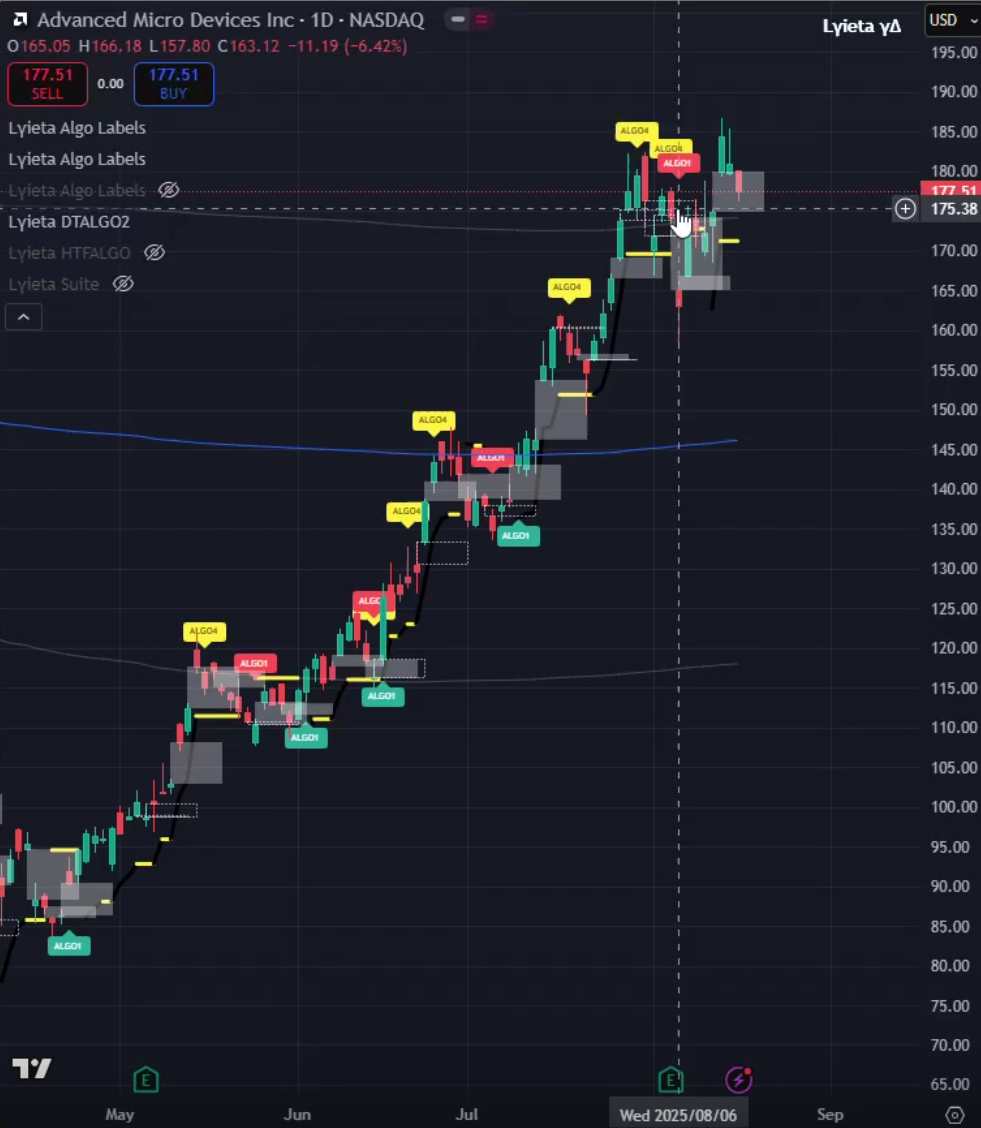 Advanced Micro Devices Inc · 1D · NASDAQ
Lyieta γΔ
USD
O165.05 H166.18 L157.80 C163.12 −11.19 (−6.42%)
177.51
SELL
0.00
177.51
BUY
Lyieta Algo Labels
Lyieta Algo Labels
Lyieta Algo Labels
Lyieta DTALGO2
Lyieta HTFALGO
Lyieta Suite
195.00
190.00
185.00
180.00
177.51
175.38
170.00
165.00
160.00
155.00
150.00
145.00
140.00
135.00
130.00
125.00
120.00
115.00
110.00
105.00
100.00
95.00
90.00
85.00
80.00
75.00
70.00
65.00
ALGO4
ALGO4
ALGO1
ALGO4
ALGO4
ALGO1
ALGO4
ALGO1
ALGO4
ALGO1
ALGO1
ALGO1
ALGO1
E
E
May
Jun
Jul
Wed 2025/08/06
Sep